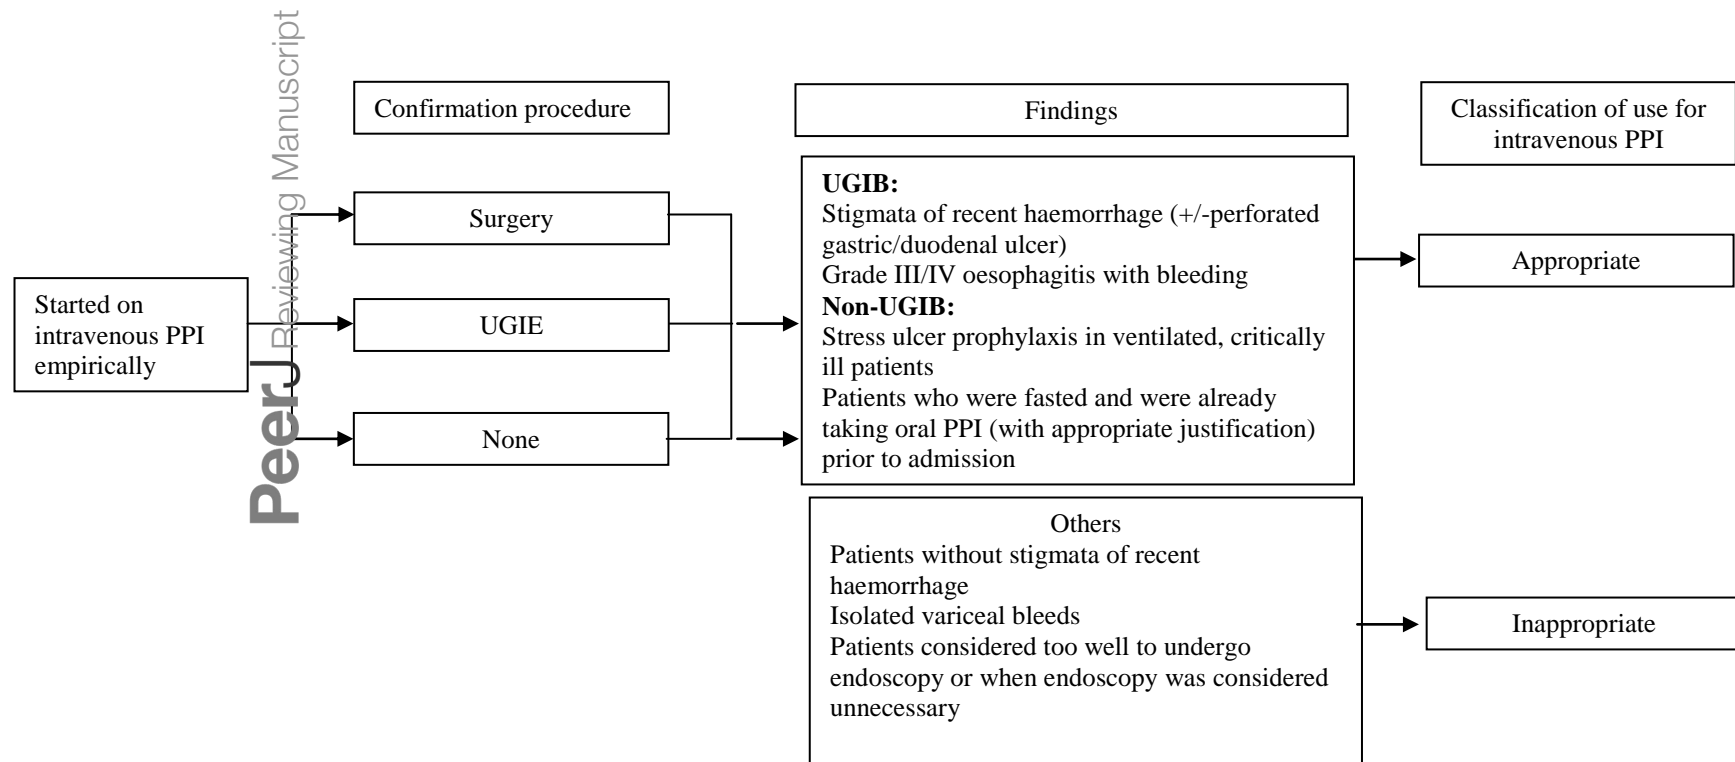 PeerJ Reviewing Manuscript
Confirmation procedure
Findings
Classification of use for
intravenous PPI
Started on
intravenous PPI
empirically
Surgery
UGIE
None
UGIB:
Stigmata of recent haemorrhage (+/-perforated
gastric/duodenal ulcer)
Grade III/IV oesophagitis with bleeding
Non-UGIB:
Stress ulcer prophylaxis in ventilated, critically
ill patients
Patients who were fasted and were already
taking oral PPI (with appropriate justification)
prior to admission
Appropriate
Others
Patients without stigmata of recent
haemorrhage
Isolated variceal bleeds
Patients considered too well to undergo
endoscopy or when endoscopy was considered
unnecessary
Inappropriate